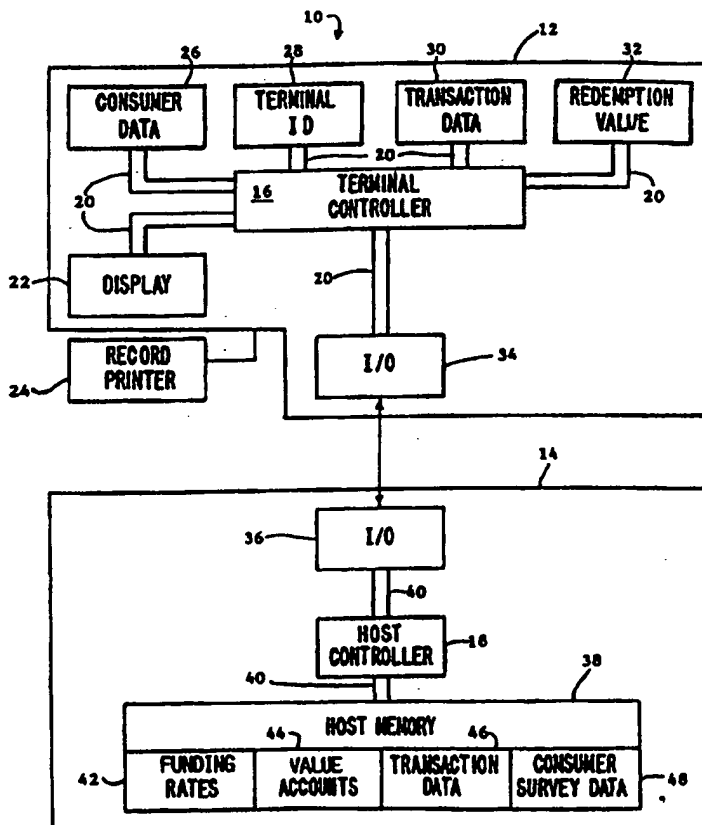 10
12
26
28
30
32
CONSUMER
DATA
TERMINAL
ID
TRANSACTION
DATA
REDEMPTION
VALUE
20
20
20
20
16
TERMINAL
CONTROLLER
20
22
DISPLAY
20
24
RECORD
PRINTER
I/O
34
14
36
I/O
40
HOST
CONTROLLER
18
40
38
HOST MEMORY
44
46
42
FUNDING
RATES
VALUE
ACCOUNTS
TRANSACTION
DATA
CONSUMER
SURVEY DATA
48